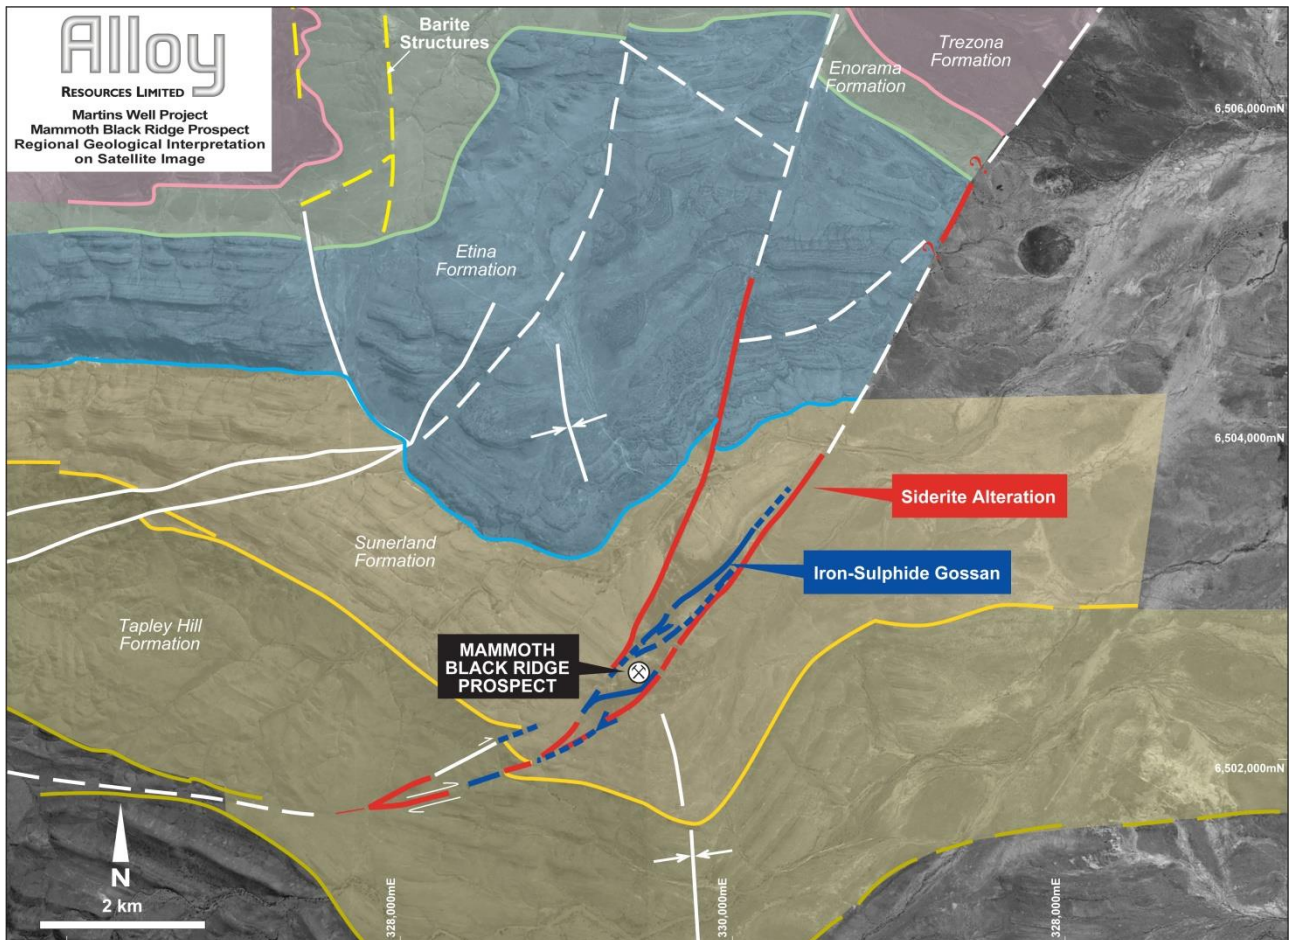 Alloy
RESOURCES LIMITED
Martins Well Project
Mammoth Black Ridge Prospect
Regional Geological Interpretation
on Satellite Image
Barite
Structures
Trezona
Formation
Enorama
Formation
6,506,000mN
?
?
Etina
Formation
6,504,000mN
Siderite Alteration
Sunerland
Formation
Iron-Sulphide Gossan
Tapley Hill
Formation
MAMMOTH
BLACK RIDGE
PROSPECT
6,502,000mN
N
2 km
328,000mE
330,000mE
328,000mE